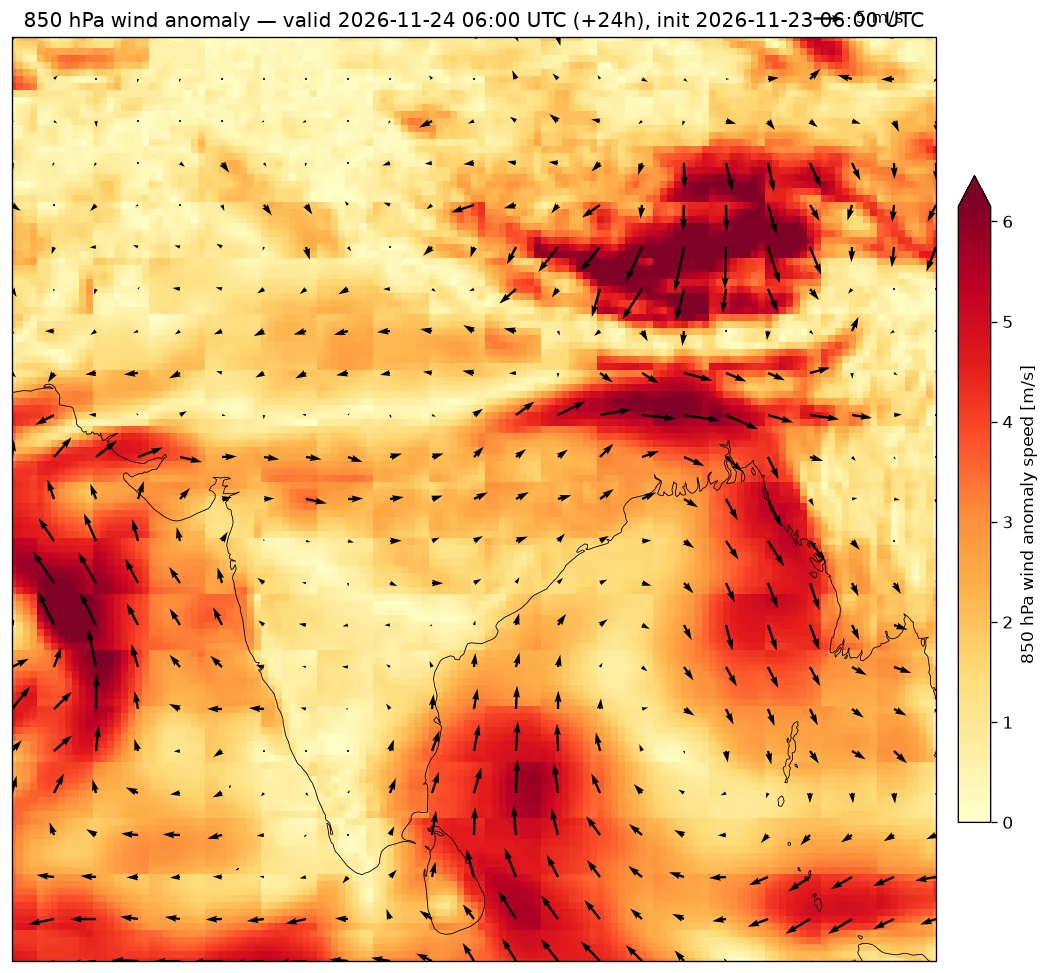 850 hPa wind anomaly — valid 2026-11-24 06:00 UTC (+24h), init 2026-11-23 06:00 UTC
5 m/s
6
5
4
3
2
1
0
850 hPa wind anomaly speed [m/s]